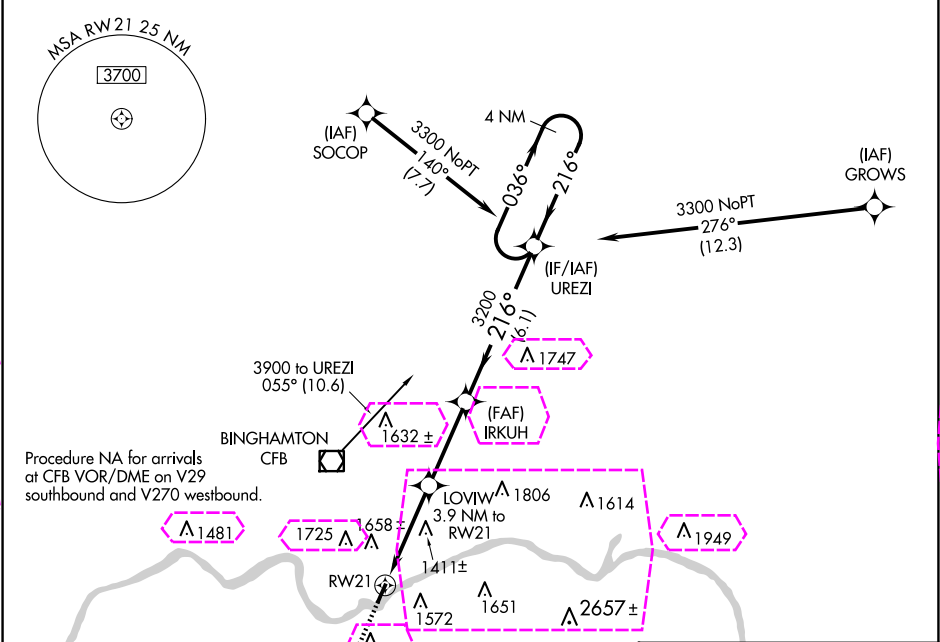 MSA RW21 25 NM
3700
(IAF)
SOCOP
3300 NoPT
140°
(7.7)
4 NM
036°
216°
(IAF)
GROWS
3300 NoPT
276°
(12.3)
(IF/IAF)
UREZI
3200
216°
(6.1)
1747
3900 to UREZI
055° (10.6)
1632 ±
(FAF)
IRKUH
BINGHAMTON
CFB
Procedure NA for arrivals
at CFB VOR/DME on V29
southbound and V270 westbound.
LOVIW
3.9 NM to
RW21
1806
1614
1481
1725
1658 ±
1949
1411±
RW21
1572
1651
2657 ±